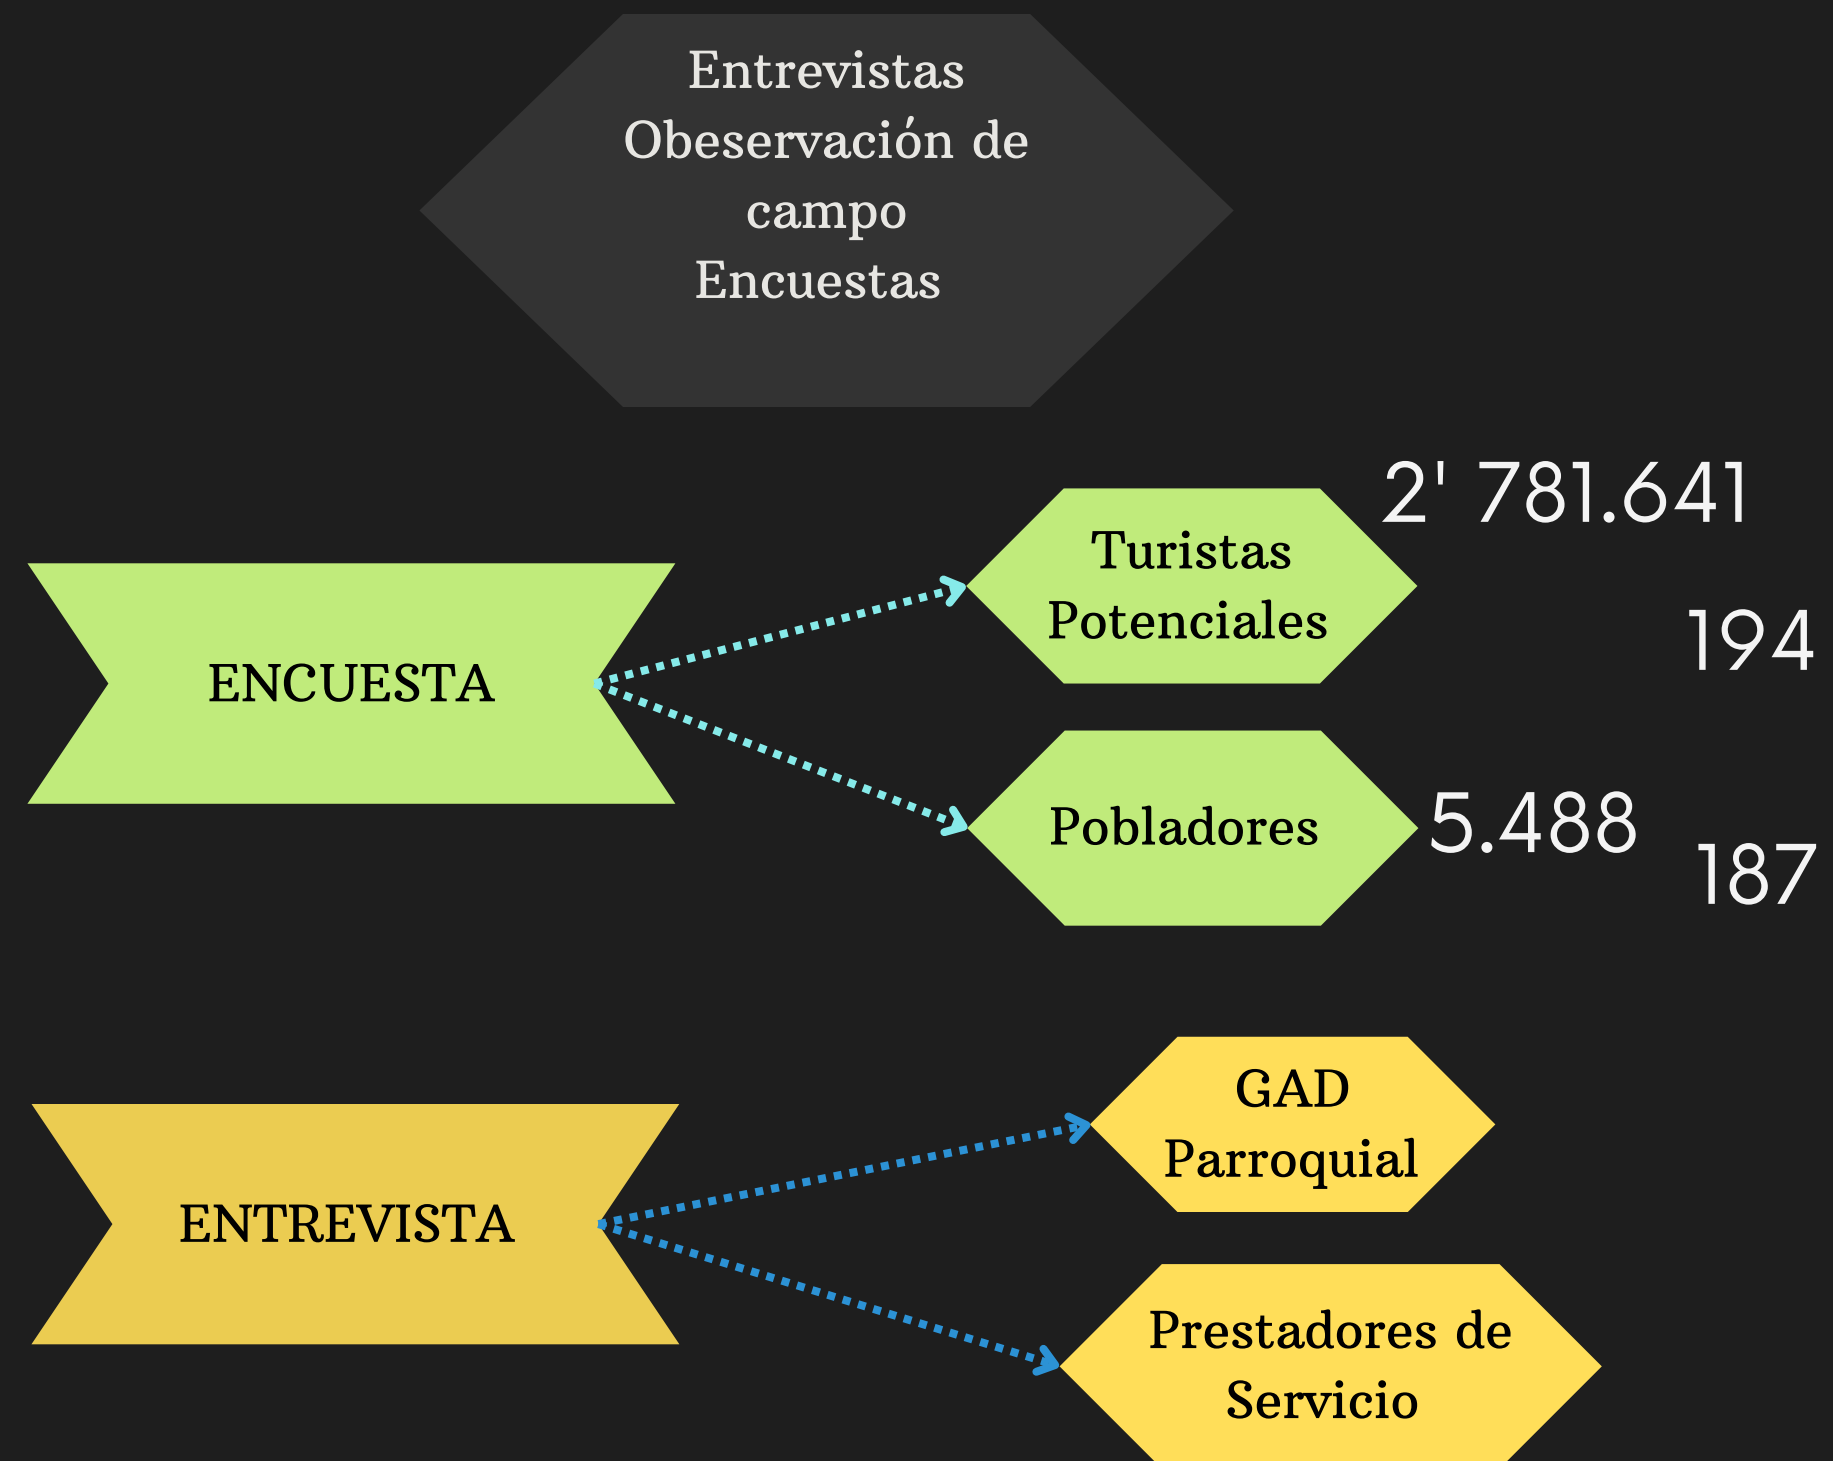 Entrevistas
Obeservación de
campo
Encuestas
2' 781.641
Turistas
Potenciales
194
ENCUESTA
Pobladores
5.488
187
GAD
Parroquial
ENTREVISTA
Prestadores de
Servicio